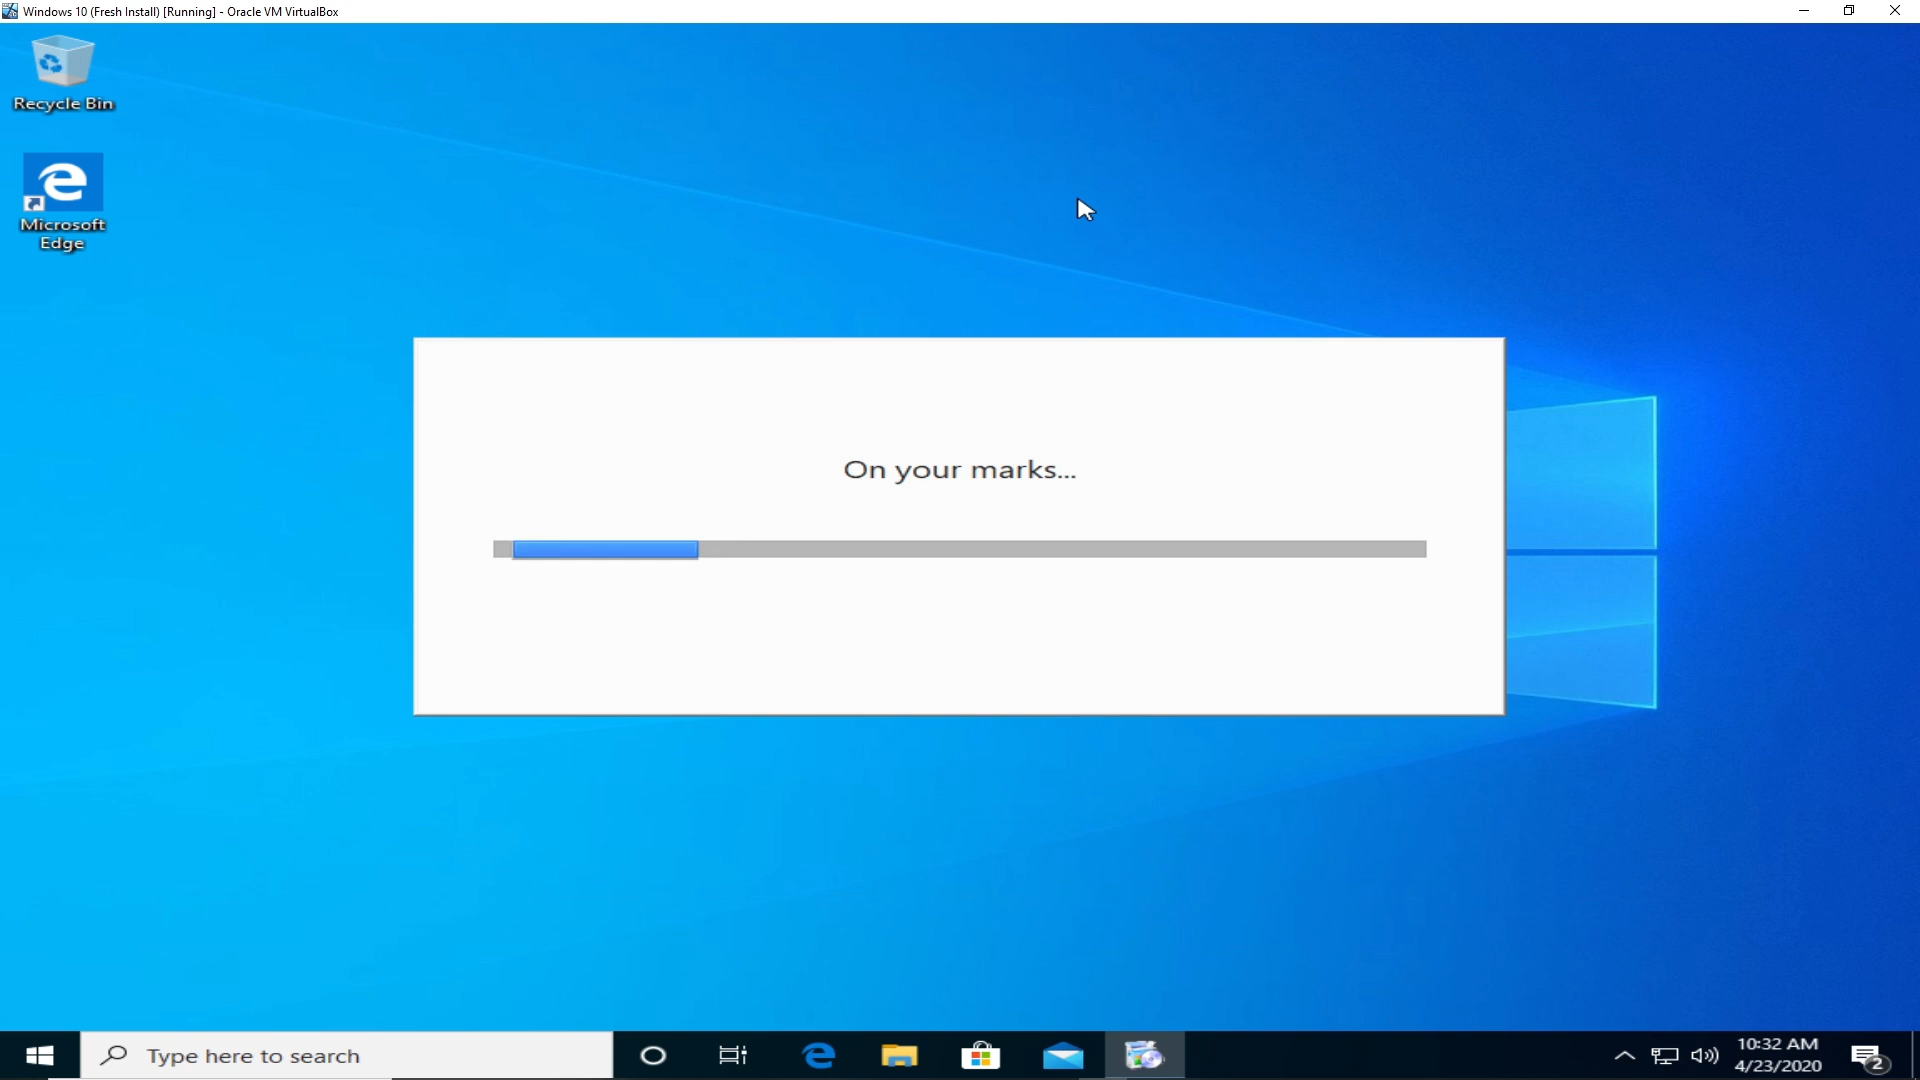 Windows 10 (Fresh Install) [Running] - Oracle VM VirtualBox
Recycle Bin
Microsoft
Edge
On your marks...
Type here to search
10:32 AM
4/23/2020
2